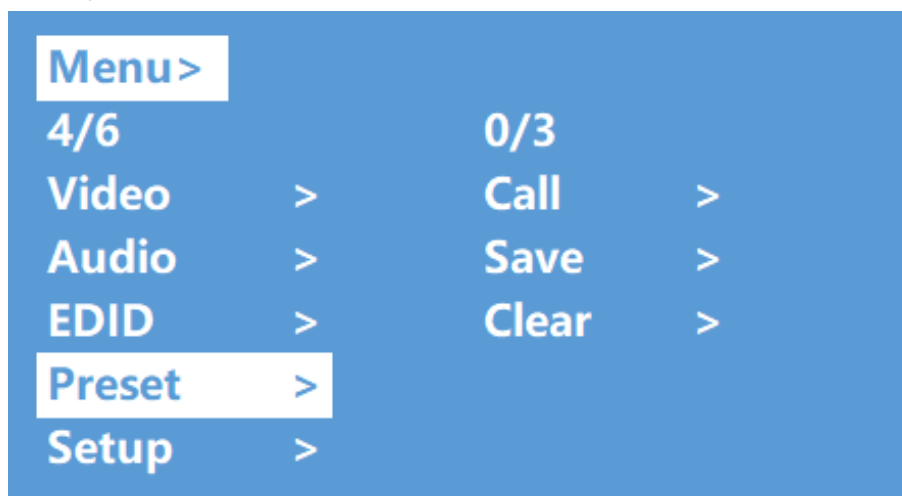 Menu>
4/6 0/3
Video > Call >
Audio > Save >
EDID > Clear >
Preset >
Setup >